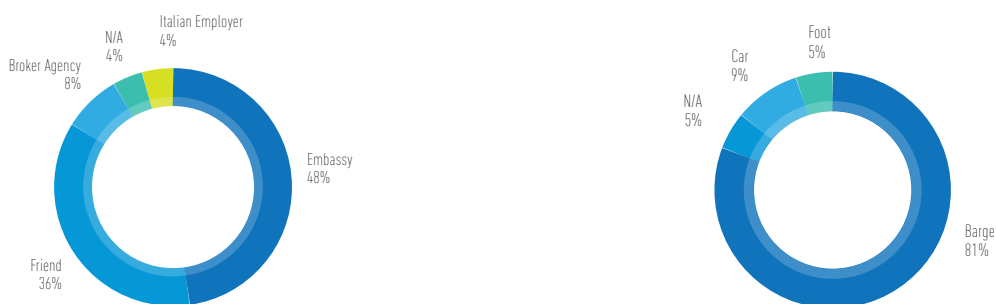 Italian Employer
4%
N/A
4%
Broker Agency
8%
Embassy
48%
Friend
36%
Foot
5%
Car
9%
N/A
5%
Barge
81%